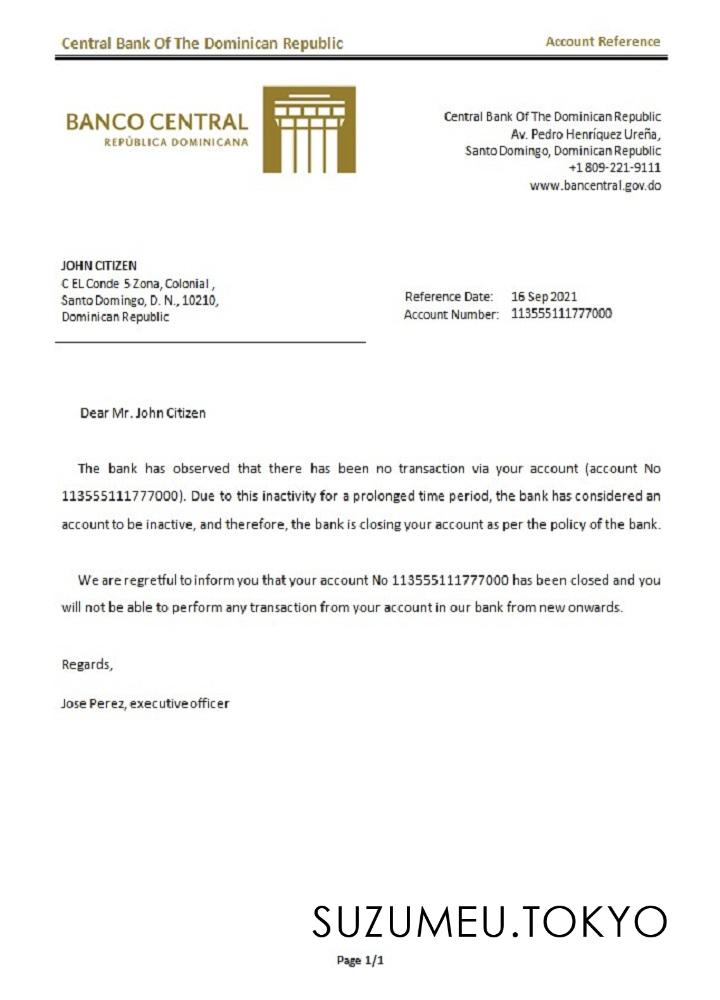 Central Bank Of The Dominican Republic
Account Reference
BANCO CENTRAL
REPÚBLICA DOMINICANA
Central Bank Of The Dominican Republic
Av. Pedro Henríquez Ureña,
Santo Domingo, Dominican Republic
+1 809-221-9111
www.bancentral.gov.do
JOHN CITIZEN
C EL Conde 5 Zona, Colonial ,
Santo Domingo, D. N., 10210,
Dominican Republic
Reference Date: 16 Sep 2021
Account Number: 113555111777000
Dear Mr. John Citizen
The bank has observed that there has been no transaction via your account (account No
113555111777000). Due to this inactivity for a prolonged time period, the bank has considered an
account to be inactive, and therefore, the bank is closing your account as per the policy of the bank.
We are regretful to inform you that your account No 113555111777000 has been closed and you
will not be able to perform any transaction from your account in our bank from new onwards.
Regards,
Jose Perez, executive officer
SUZUMEU.TOKYO
Page 1/1